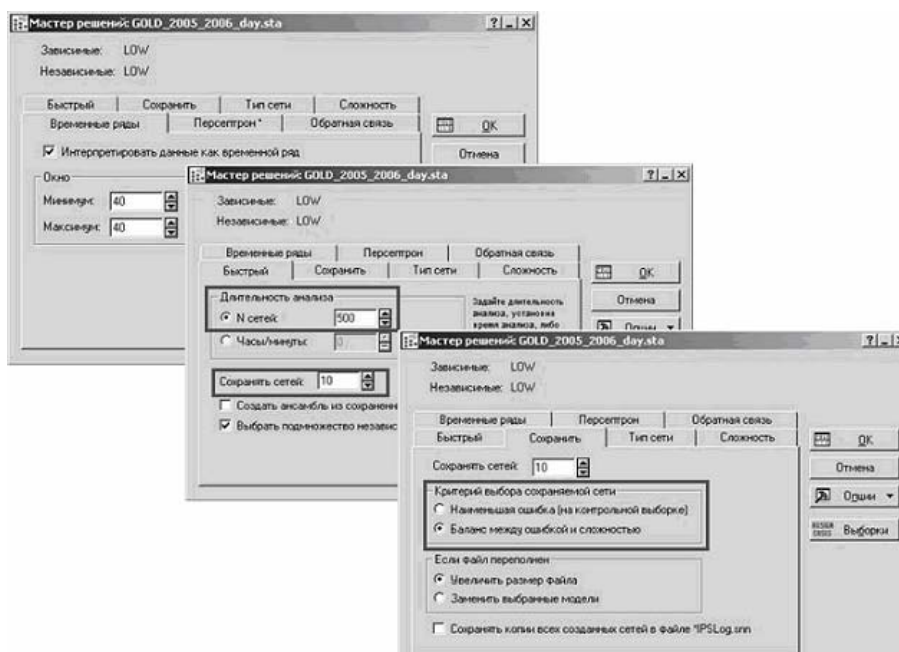 Мастер решений: GOLD_2005_2006_day.sta
Зависимые: LOW
Независимые: LOW
Быстрый Сохранить Тип сети Сложность
Временные ряды Персептрон* Обратная связь
OK
Интерпретировать данные как временной ряд
Отмена
Окно
Минимум: 40
Максимум: 40
Мастер решений: GOLD_2005_2006_day.sta
Зависимые: LOW
Независимые: LOW
Временные ряды Персептрон Обратная связь
Быстрый Сохранить Тип сети Сложность
OK
Длительность анализа
Задайте длительность
Отмена
анализа, установив
N сетей: 500
время анализа, либо
Опции
Часы/минуты: 0
Сохранять сетей: 10
Создать ансамбль из сохранен
Выбрать подмножество независ
Мастер решений: GOLD_2005_2006_day.sta
Зависимые: LOW
Независимые: LOW
Временные ряды Персептрон Обратная связь
Быстрый Сохранить Тип сети Сложность
OK
Сохранять сетей: 10
Отмена
Критерий выбора сохраняемой сети
Наименьшая ошибка (на контрольной выборке)
Опции
Баланс между ошибкой и сложностью
Выборки
Если файл переполнен
Увеличить размер файла
Заменить выбранные модели
Сохранять копии всех созданных сетей в файле *IPSLog.snn